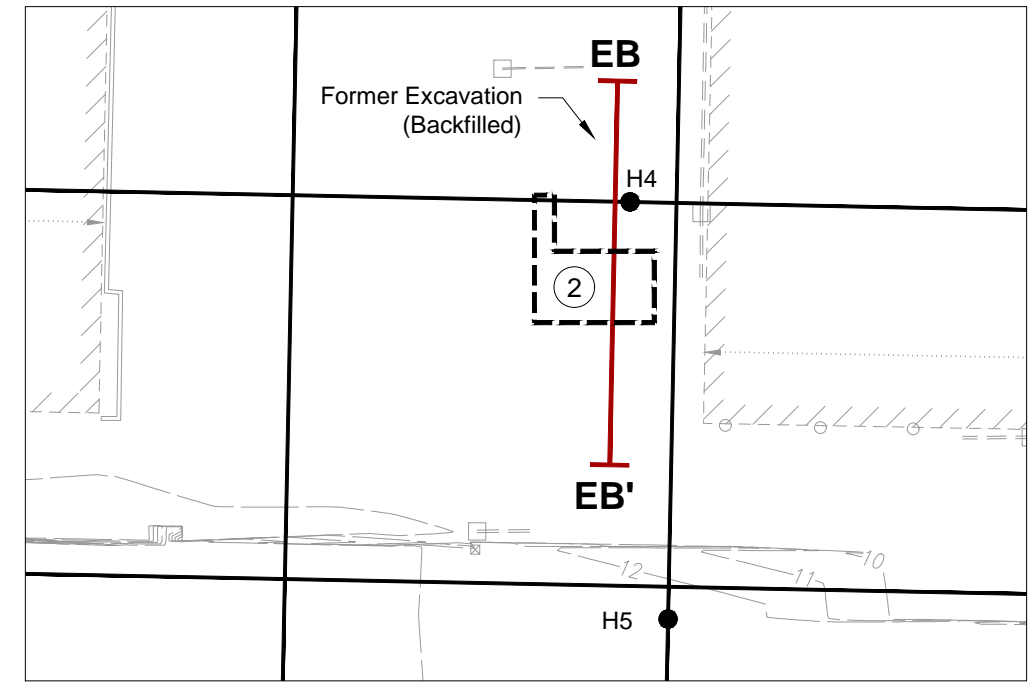 EB
Former Excavation
(Backfilled)
H4
2
EB'
10
12
11
H5